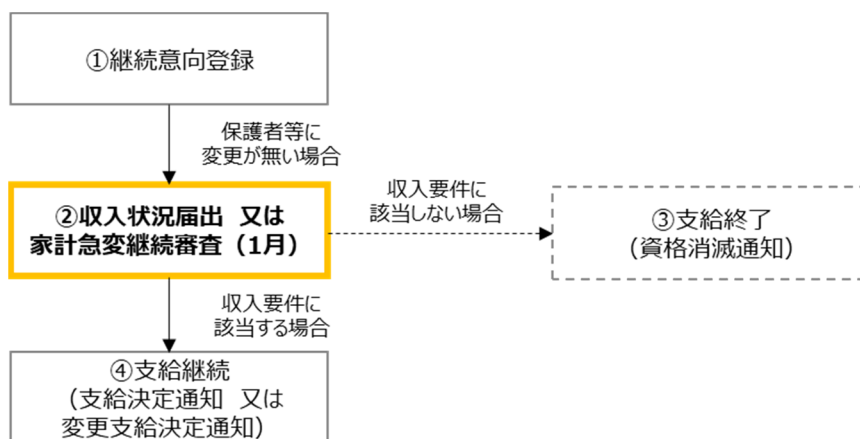 ①継続意向登録
保護者等に
変更が無い場合
②収入状況届出 又は
家計急変継続審査（1月）
収入要件に
該当しない場合
③支給終了
（資格消滅通知）
収入要件に
該当する場合
④支給継続
（支給決定通知 又は
変更支給決定通知）